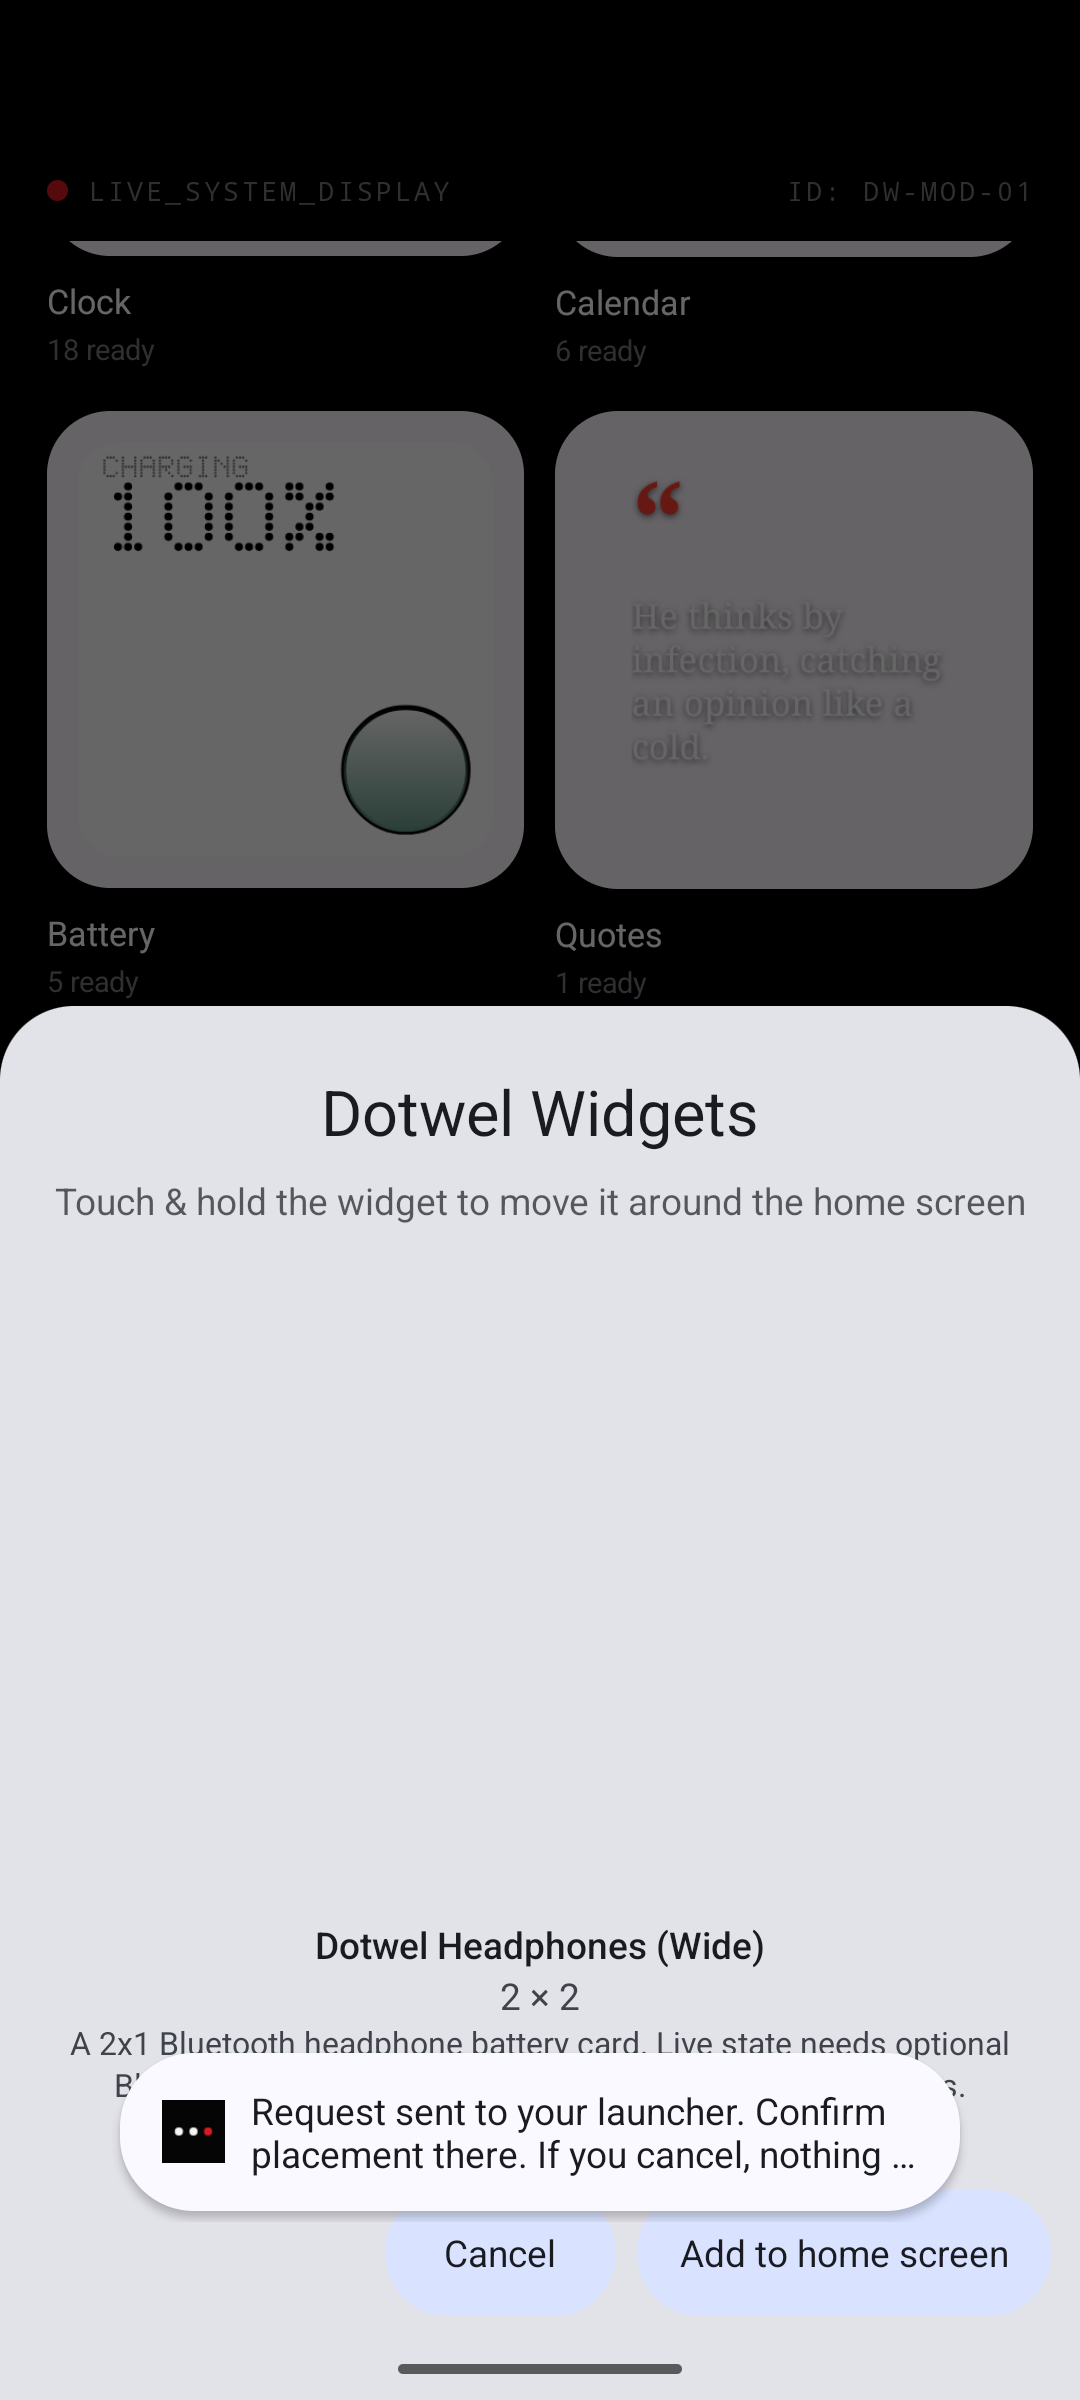 LIVE_SYSTEM_DISPLAY ID: DW-MOD-01
Clock Calendar
18 ready 6 ready
CHARGING
100%
“
He thinks by
infection, catching
an opinion like a
cold.
Battery Quotes
5 ready 1 ready
Dotwel Widgets
Touch & hold the widget to move it around the home screen
Dotwel Headphones (Wide)
2 × 2
A 2x1 Bluetooth headphone battery card. Live state needs optional
Request sent to your launcher. Confirm
placement there. If you cancel, nothing ...
Cancel Add to home screen